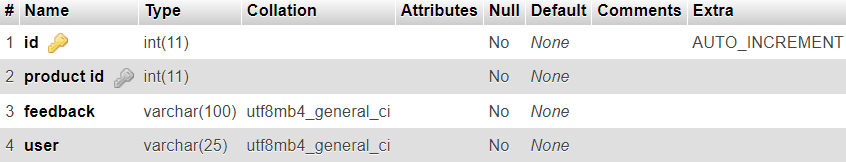 # Name Type Collation Attributes Null Default Comments Extra
1 id int(11) No None AUTO_INCREMENT
2 product id int(11) No None
3 feedback varchar(100) utf8mb4_general_ci No None
4 user varchar(25) utf8mb4_general_ci No None